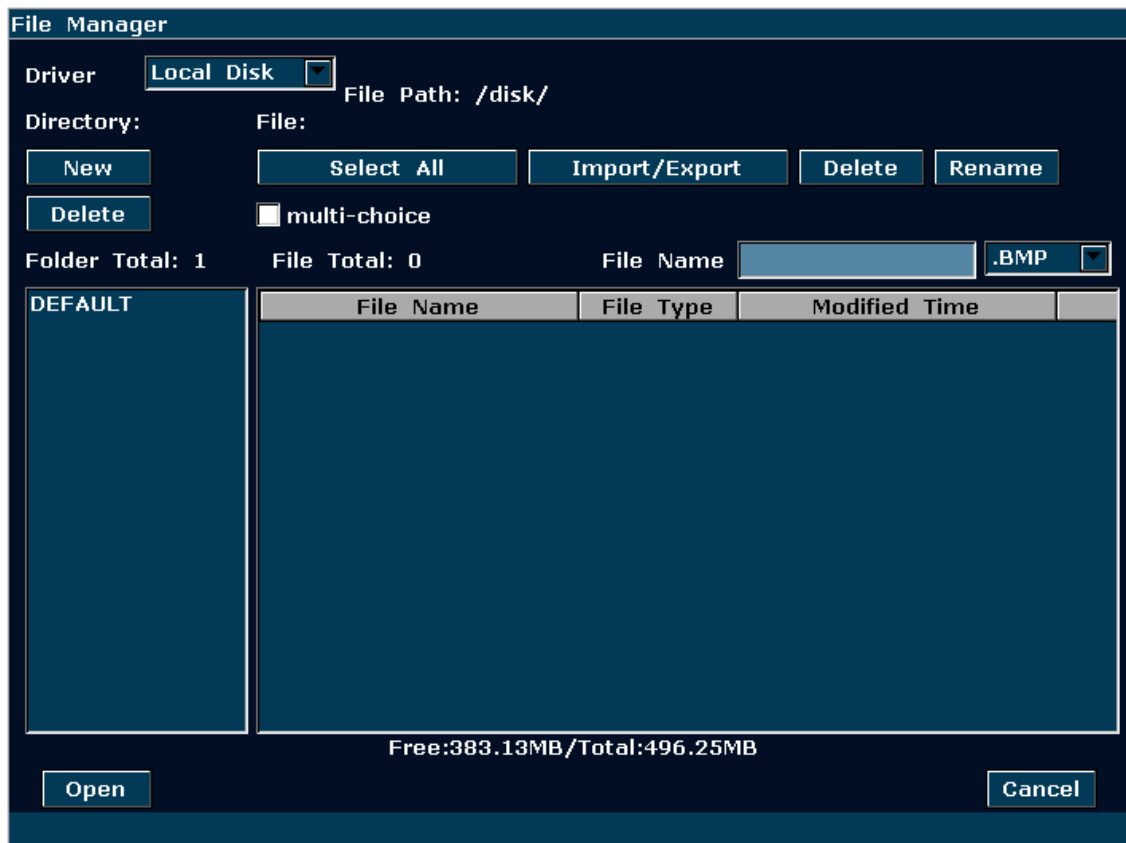 File Manager
Driver Local Disk
File Path: /disk/
Directory: File:
New Select All Import/Export Delete Rename
Delete multi-choice
Folder Total: 1 File Total: 0 File Name .BMP
DEFAULT File Name File Type Modified Time
Free:383.13MB/Total:496.25MB
Open Cancel